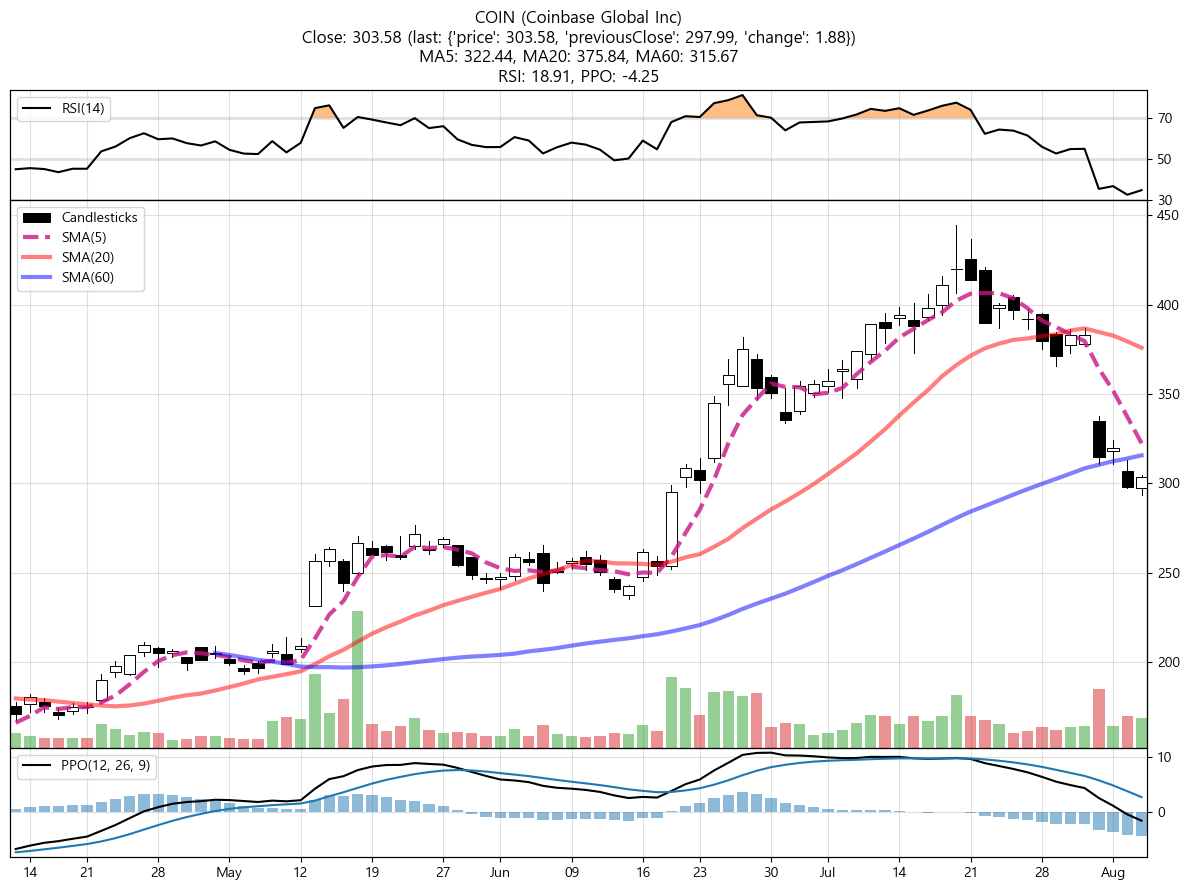 COIN (Coinbase Global Inc)
Close: 303.58 (last: {'price': 303.58, 'previousClose': 297.99, 'change': 1.88})
MA5: 322.44, MA20: 375.84, MA60: 315.67
RSI: 18.91, PPO: -4.25
RSI(14)
70
50
30
Candlesticks
SMA(5)
SMA(20)
SMA(60)
450
400
350
300
250
200
PPO(12, 26, 9)
10
0
14 21 28 May 12 19 27 Jun 09 16 23 30 Jul 14 21 28 Aug